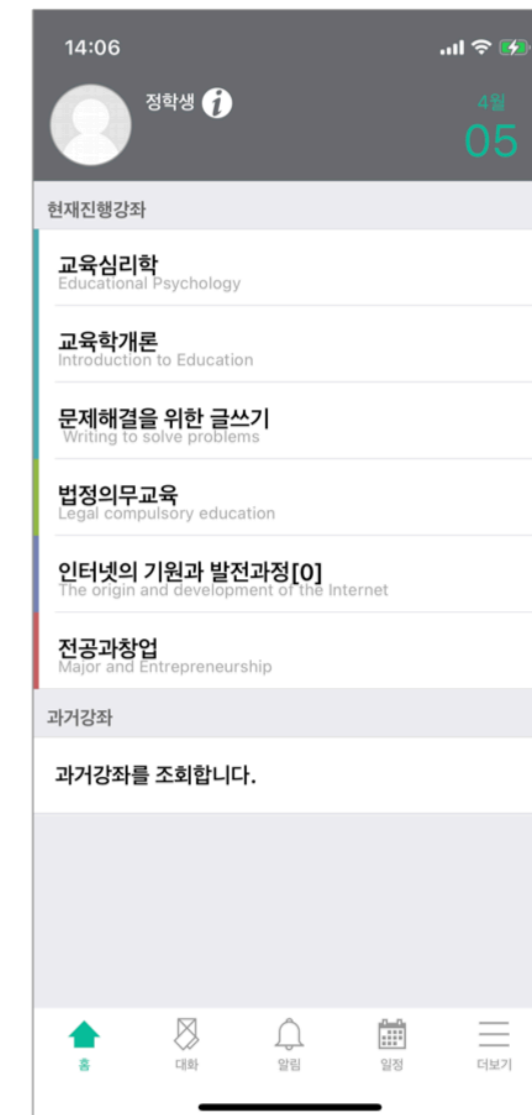 14:06
정학생
4월
05
현재진행강좌
교육심리학
Educational Psychology
교육학개론
Introduction to Education
문제해결을 위한 글쓰기
Writing to solve problems
법정의무교육
Legal compulsory education
인터넷의 기원과 발전과정[0]
The origin and development of the Internet
전공과창업
Major and Entrepreneurship
과거강좌
과거강좌를 조회합니다.
홈
대화
알림
일정
더보기